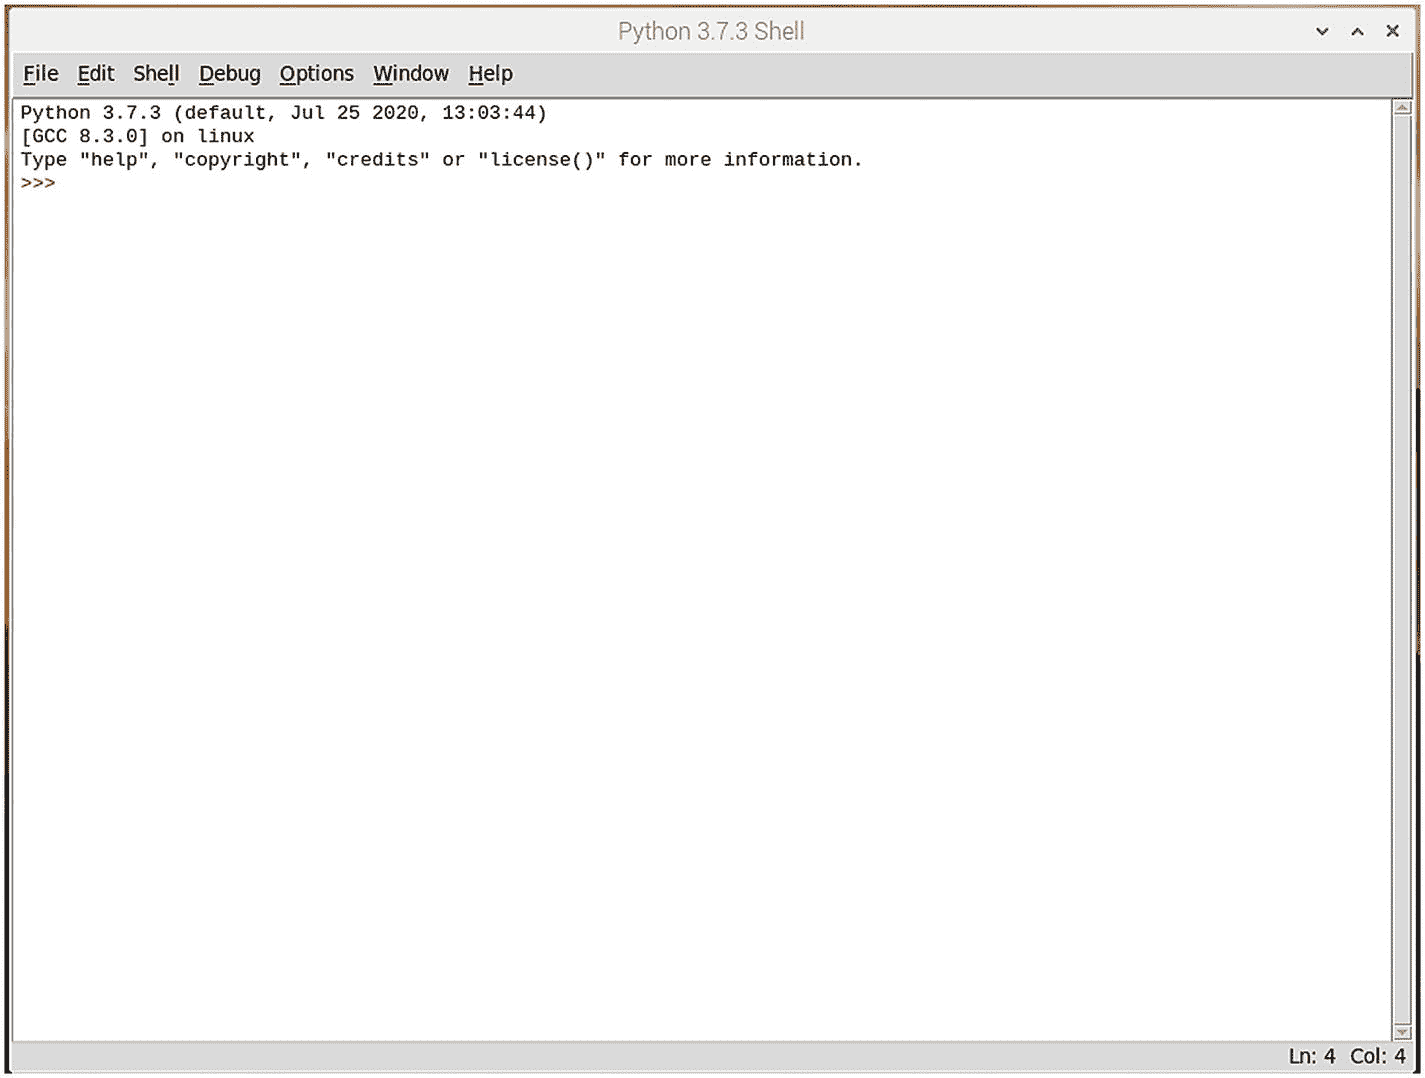 Python 3.7.3 Shell
File Edit Shell Debug Options Window Help
Python 3.7.3 (default, Jul 25 2020, 13:03:44)
[GCC 8.3.0] on linux
Type "help", "copyright", "credits" or "license()" for more information.
>>>
Ln: 4 Col: 4